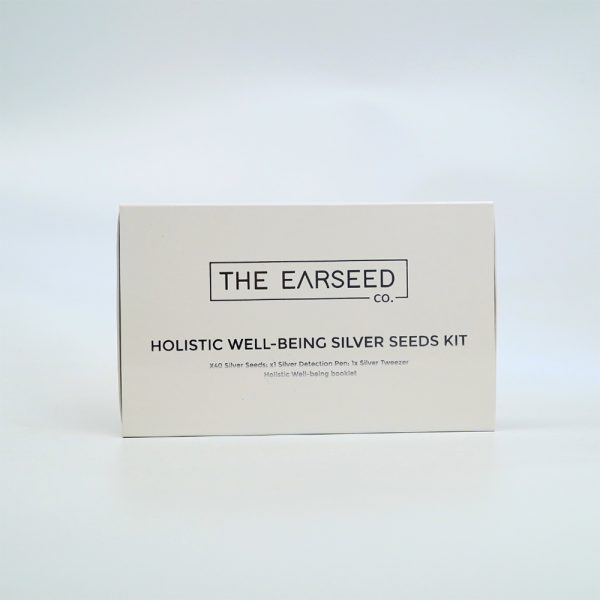 THE EARSEED
CO.
HOLISTIC WELL-BEING SILVER SEEDS KIT
X40 Silver Seeds; x1 Silver Detection Pen; 1x Silver Tweezer
Holistic Well-being booklet